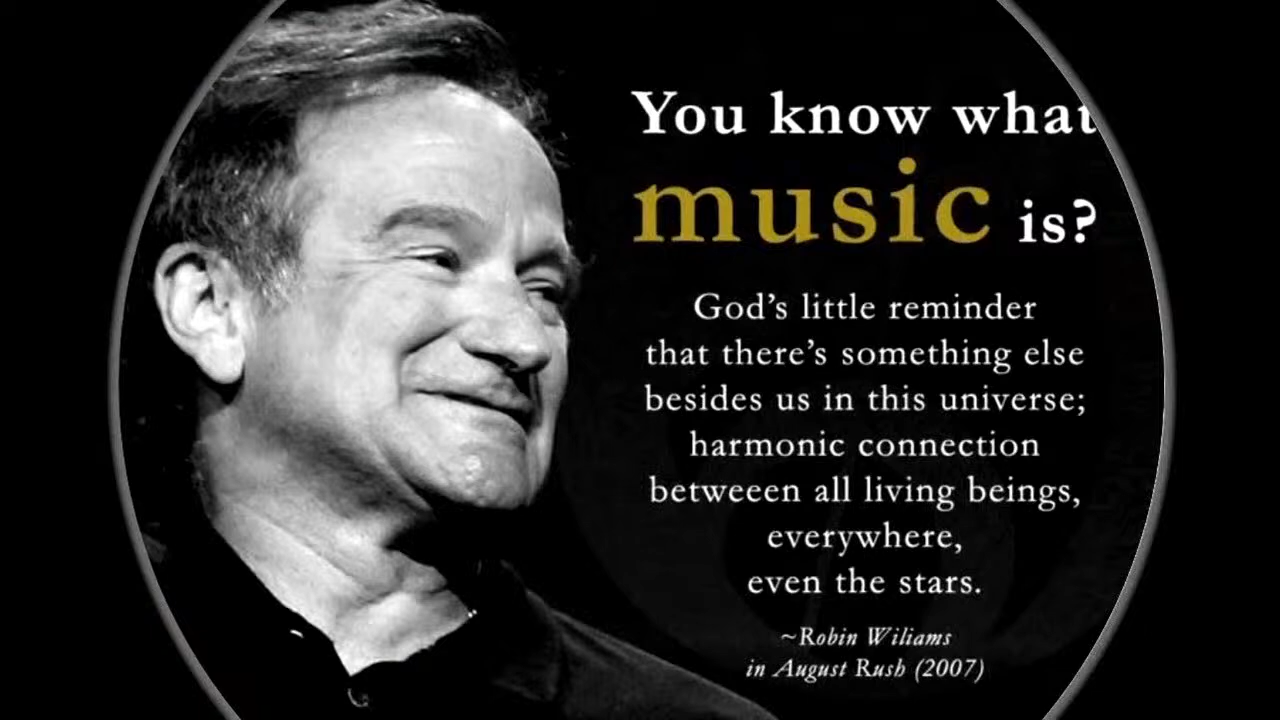 You know what
music is?
God's little reminder
that there's something else
besides us in this universe;
harmonic connection
betweeen all living beings,
everywhere,
even the stars.
~Robin Wiliams
in August Rush (2007)